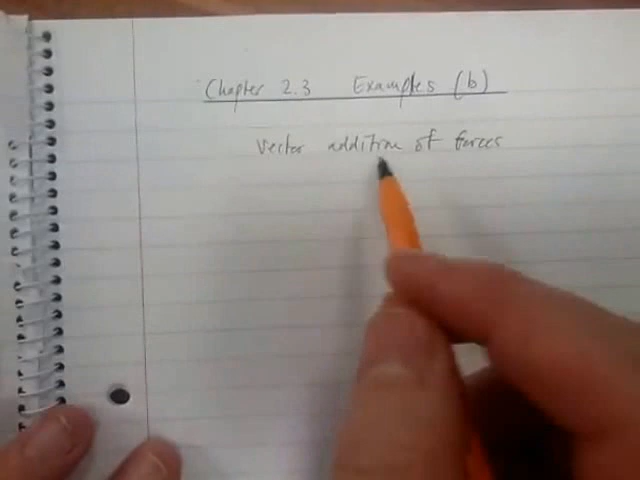 Chapter 2.3 Examples (b)
Vector addition of forces